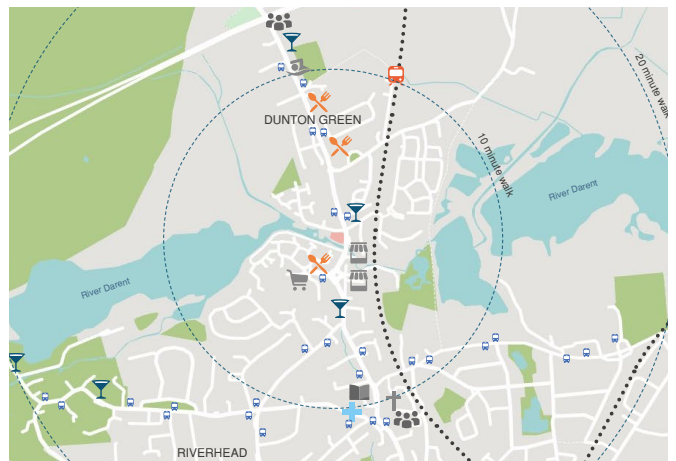 DUNTON GREEN
20 minute walk
10 minute walk
River Darent
River Darent
RIVERHEAD